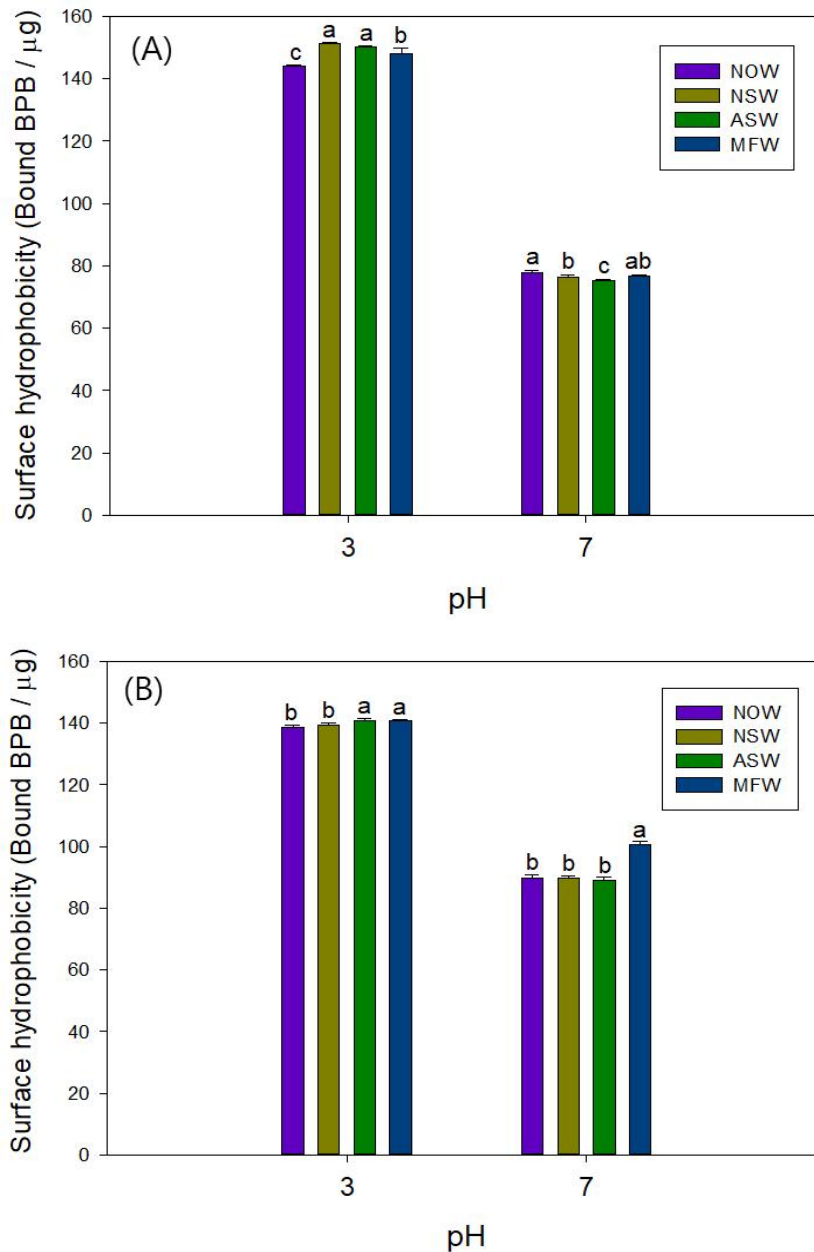 (A)
Surface hydrophobicity (Bound BPB / μg)
160
140
120
100
80
60
40
20
0
c a a b
a b c ab
NOW
NSW
ASW
MFW
3 7
pH
(B)
Surface hydrophobicity (Bound BPB / μg)
160
140
120
100
80
60
40
20
0
b b a a
b b b a
NOW
NSW
ASW
MFW
3 7
pH